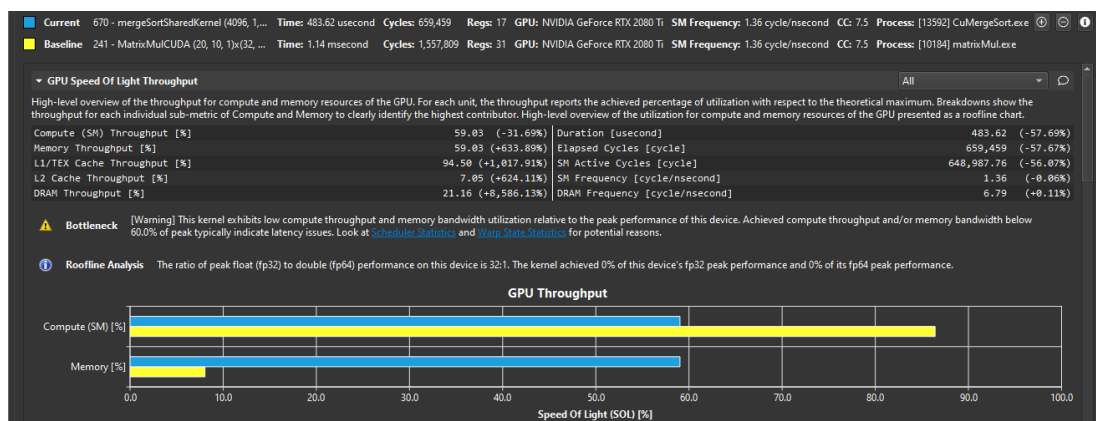 Current 670 - mergeSortSharedKernel (4096, 1,... Time: 483.62 usecond Cycles: 659,459 Regs: 17 GPU: NVIDIA GeForce RTX 2080 Ti SM Frequency: 1.36 cycle/nsecond CC: 7.5 Process: [13592] CuMergeSort.exe
Baseline 241 - MatrixMulCUDA (20, 10, 1)x(32, ... Time: 1.14 msecond Cycles: 1,557,809 Regs: 31 GPU: NVIDIA GeForce RTX 2080 Ti SM Frequency: 1.36 cycle/nsecond CC: 7.5 Process: [10184] matrixMul.exe
GPU Speed Of Light Throughput All
High-level overview of the throughput for compute and memory resources of the GPU. For each unit, the throughput reports the achieved percentage of utilization with respect to the theoretical maximum. Breakdowns show the
throughput for each individual sub-metric of Compute and Memory to clearly identify the highest contributor. High-level overview of the utilization for compute and memory resources of the GPU presented as a roofline chart.
Compute (SM) Throughput [%] 59.03 (-31.69%) Duration [usecond] 483.62 (-57.69%)
Memory Throughput [%] 59.03 (+633.89%) Elapsed Cycles [cycle] 659,459 (-57.67%)
L1/TEX Cache Throughput [%] 94.50 (+1,017.91%) SM Active Cycles [cycle] 648,987.76 (-56.07%)
L2 Cache Throughput [%] 7.05 (+624.11%) SM Frequency [cycle/nsecond] 1.36 (-0.06%)
DRAM Throughput [%] 21.16 (+8,586.13%) DRAM Frequency [cycle/nsecond] 6.79 (+0.11%)
Bottleneck [Warning] This kernel exhibits low compute throughput and memory bandwidth utilization relative to the peak performance of this device. Achieved compute throughput and/or memory bandwidth below
60.0% of peak typically indicate latency issues. Look at Scheduler Statistics and Warp State Statistics for potential reasons.
Roofline Analysis The ratio of peak float (fp32) to double (fp64) performance on this device is 32:1. The kernel achieved 0% of this device's fp32 peak performance and 0% of its fp64 peak performance.
GPU Throughput
Compute (SM) [%]
Memory [%]
0.0 10.0 20.0 30.0 40.0 50.0 60.0 70.0 80.0 90.0 100.0
Speed Of Light (SOL) [%]